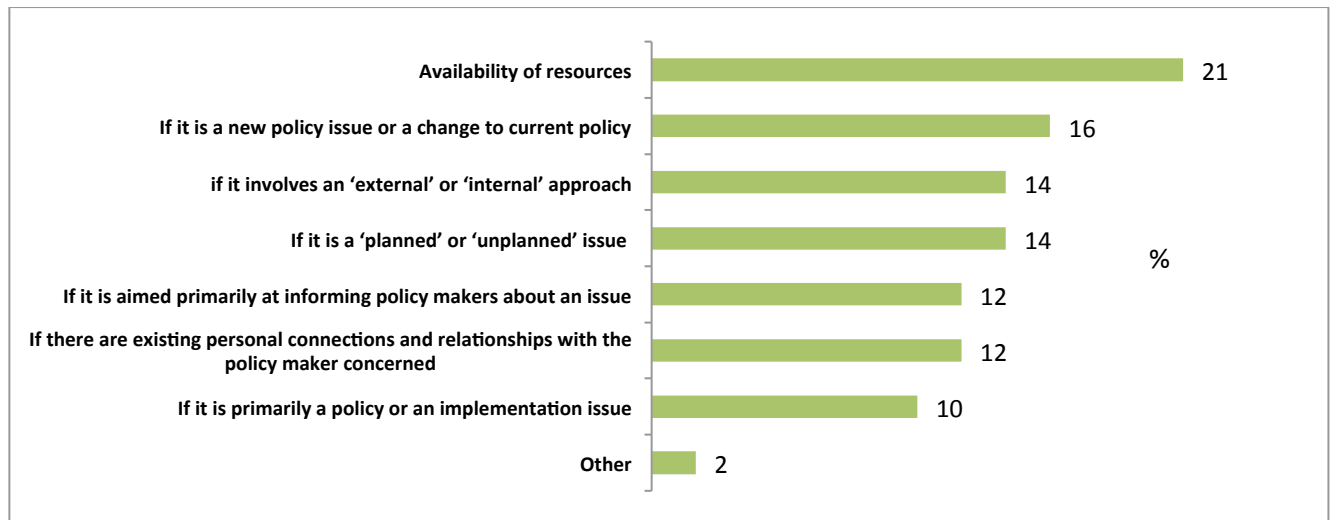 Availability of resources 21
If it is a new policy issue or a change to current policy 16
if it involves an ‘external’ or ‘internal’ approach 14
If it is a ‘planned’ or ‘unplanned’ issue 14
%
If it is aimed primarily at informing policy makers about an issue 12
If there are existing personal connections and relationships with the
policy maker concerned 12
If it is primarily a policy or an implementation issue 10
Other 2